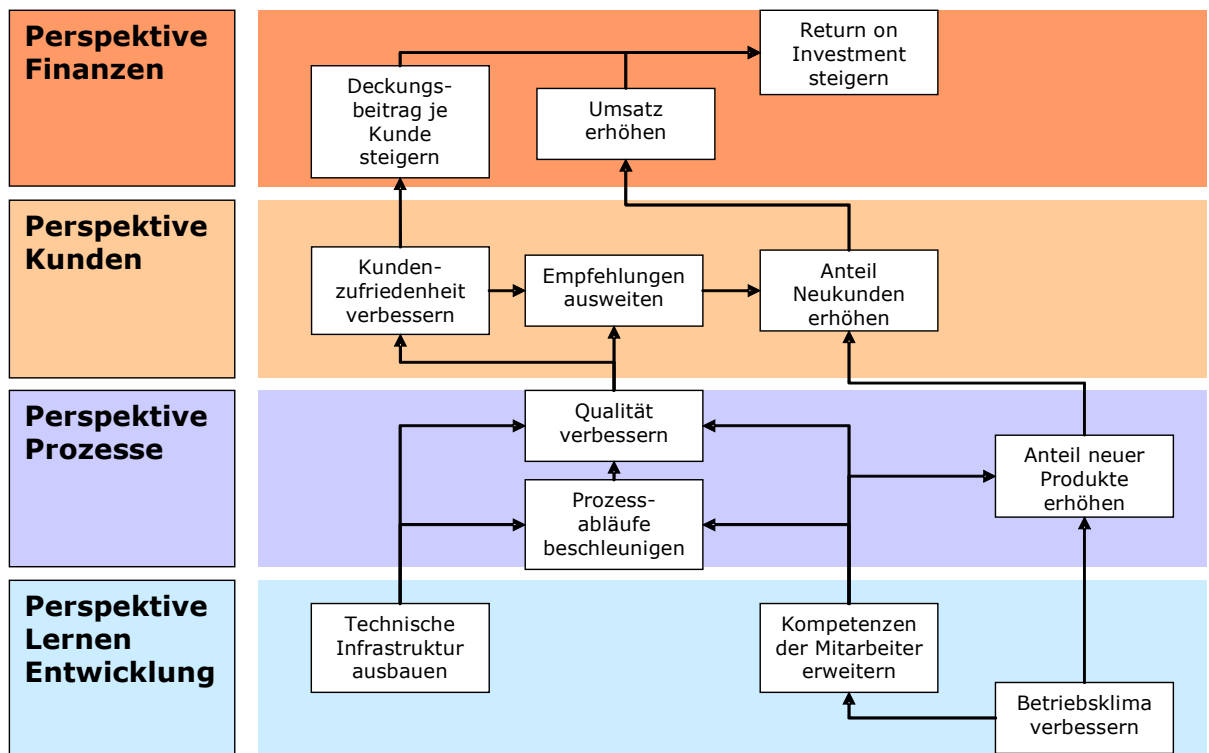 Perspektive
Finanzen
Return on
Investment
steigern
Deckungs-
beitrag je
Kunde
steigern
Umsatz
erhöhen
Perspektive
Kunden
Kunden-
zufriedenheit
verbessern
Empfehlungen
ausweiten
Anteil
Neukunden
erhöhen
Perspektive
Prozesse
Qualität
verbessern
Anteil neuer
Produkte
erhöhen
Prozess-
abläufe
beschleunigen
Perspektive
Lernen
Entwicklung
Technische
Infrastruktur
ausbauen
Kompetenzen
der Mitarbeiter
erweitern
Betriebsklima
verbessern